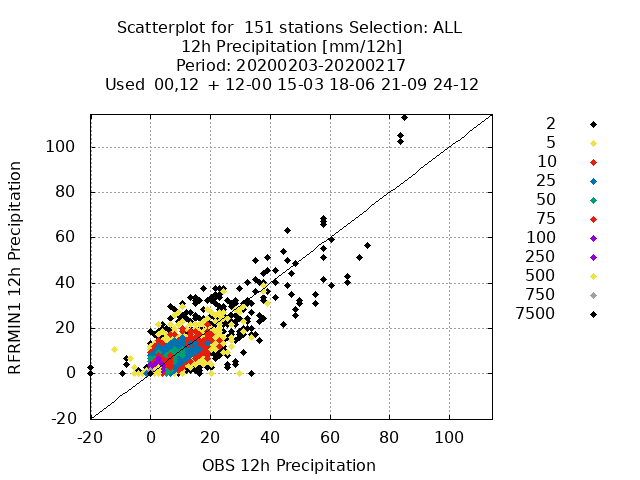 Scatterplot for  151 stations Selection: ALL
12h Precipitation [mm/12h]
Period: 20200203-20200217
Used  00,12  + 12-00 15-03 18-06 21-09 24-12
RFRMIN1 12h Precipitation
100
80
60
40
20
0
-20
-20 0 20 40 60 80 100
OBS 12h Precipitation
2
5
10
25
50
75
100
250
500
750
7500